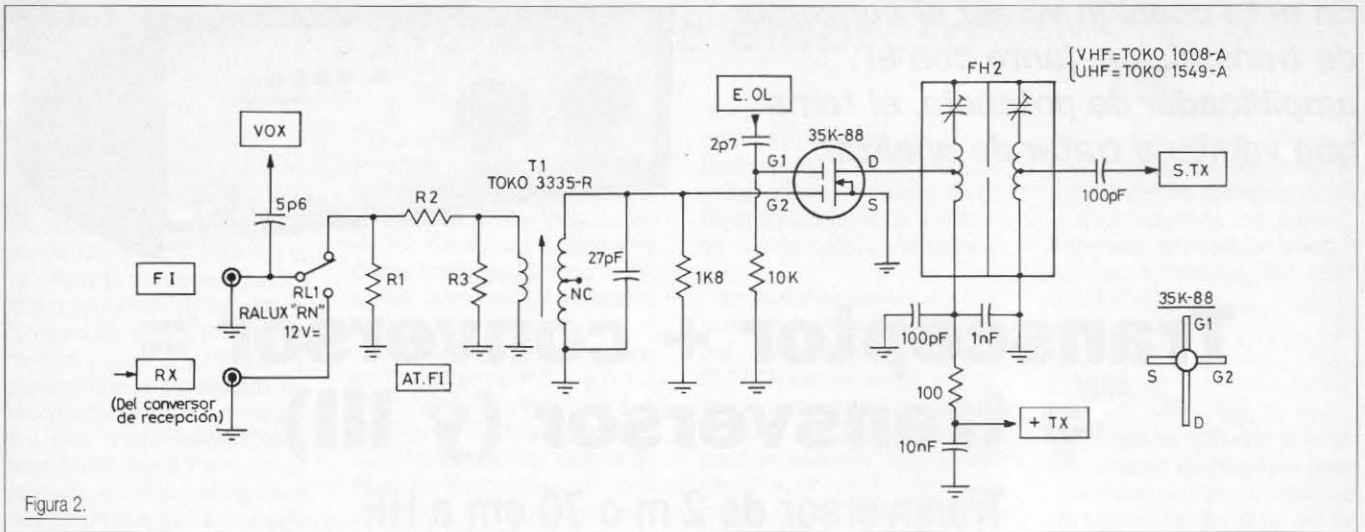 {VHF=TOKO 1008-A
FH2 {UHF=TOKO 1549-A
VOX
E.OL
2p7
35K-88
G1
D
G2
S
T1
TOKO 3335-R
5p6
R2
100pF
S.TX
FI
RL1
RALUX "RN"
12V=
R1
R3
27pF
NC
1K8
10K
RX
(Del conversor
de recepción)
AT.FI
100pF
1nF
100
+ TX
10nF
35K-88
G1
S
G2
D
Figura 2.